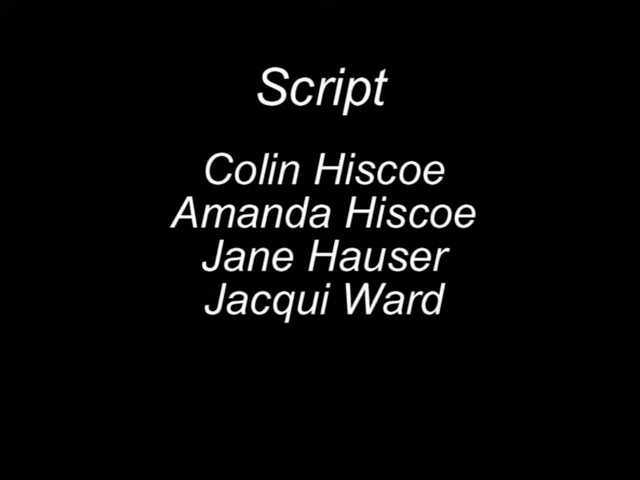 Script
Colin Hiscoe
Amanda Hiscoe
Jane Hauser
Jacqui Ward